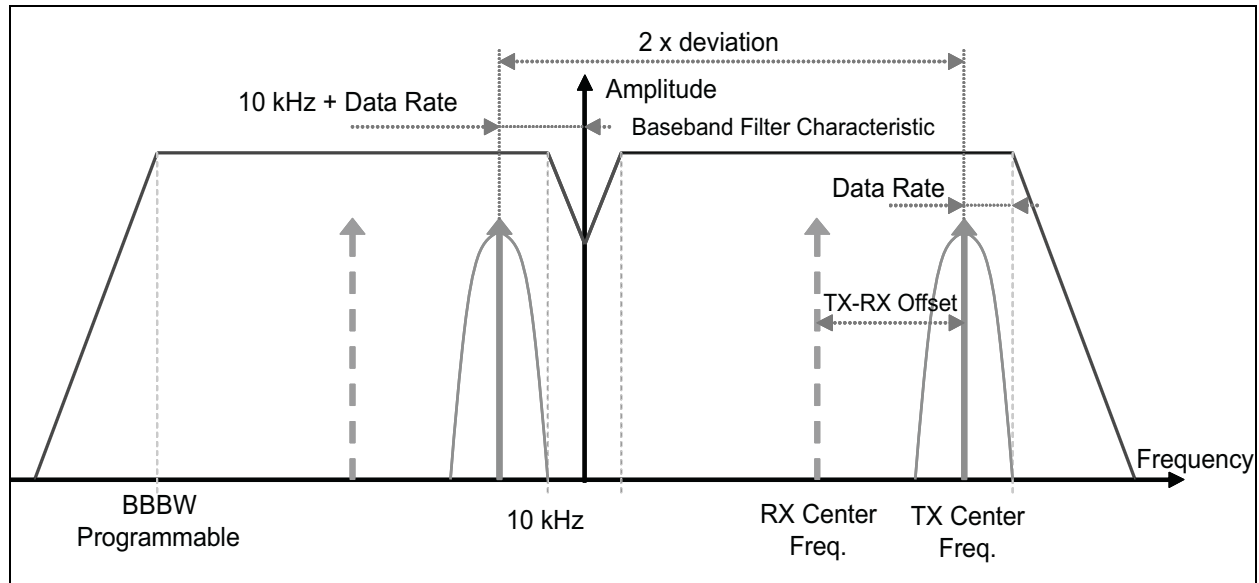 2 x deviation
Amplitude
10 kHz + Data Rate
Baseband Filter Characteristic
Data Rate
TX-RX Offset
Frequency
BBBW
Programmable
10 kHz
RX Center
Freq.
TX Center
Freq.